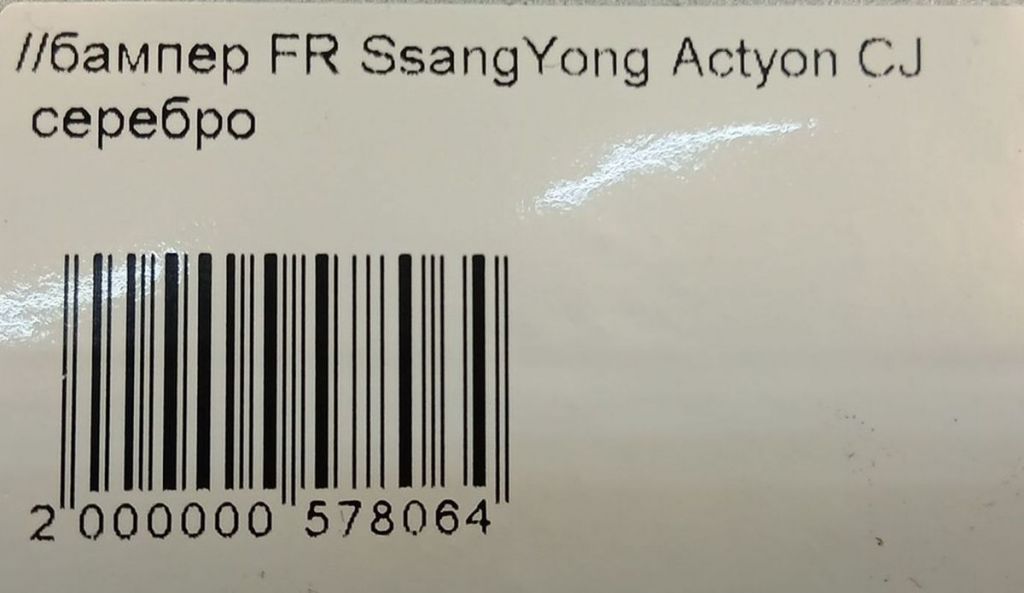 //бампер FR SsangYong Actyon CJ
серебро
2 000000 578064